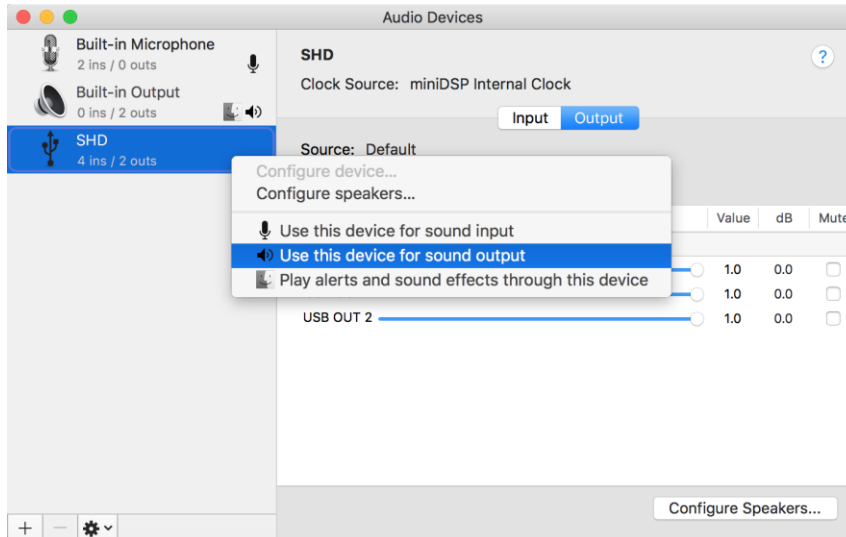 Audio Devices
Built-in Microphone
2 ins / 0 outs
Built-in Output
0 ins / 2 outs
SHD
4 ins / 2 outs
SHD
?
Clock Source: miniDSP Internal Clock
Input Output
Source: Default
Configure device...
Configure speakers...
Use this device for sound input
Use this device for sound output
Play alerts and sound effects through this device
Value dB Mute
1.0 0.0
1.0 0.0
USB OUT 2 1.0 0.0
Configure Speakers...